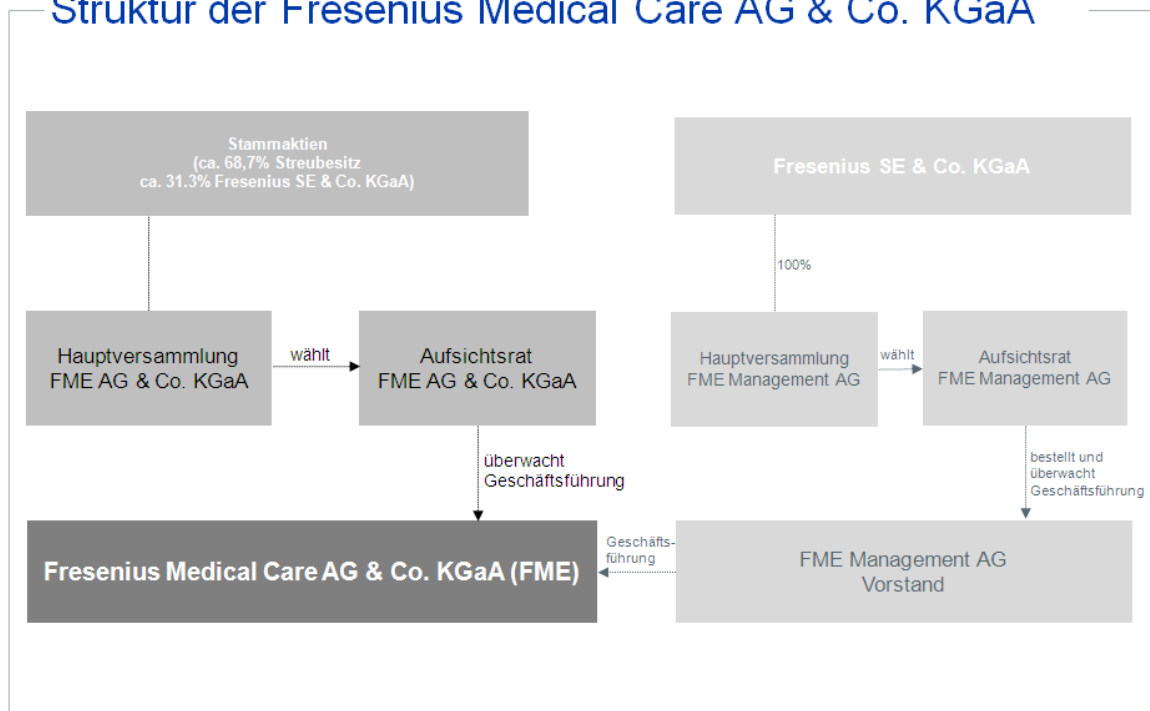 Struktur der Fresenius Medical Care AG & Co. KGaA
Stammaktien
(ca. 68,7% Streubesitz
ca. 31.3% Fresenius SE & Co. KGaA)
Fresenius SE & Co. KGaA
100%
Hauptversammlung
FME AG & Co. KGaA
wählt
Aufsichtsrat
FME AG & Co. KGaA
Hauptversammlung
FME Management AG
wählt
Aufsichtsrat
FME Management AG
überwacht
Geschäftsführung
bestellt und
überwacht
Geschäftsführung
Fresenius Medical Care AG & Co. KGaA (FME)
Geschäfts-
führung
FME Management AG
Vorstand